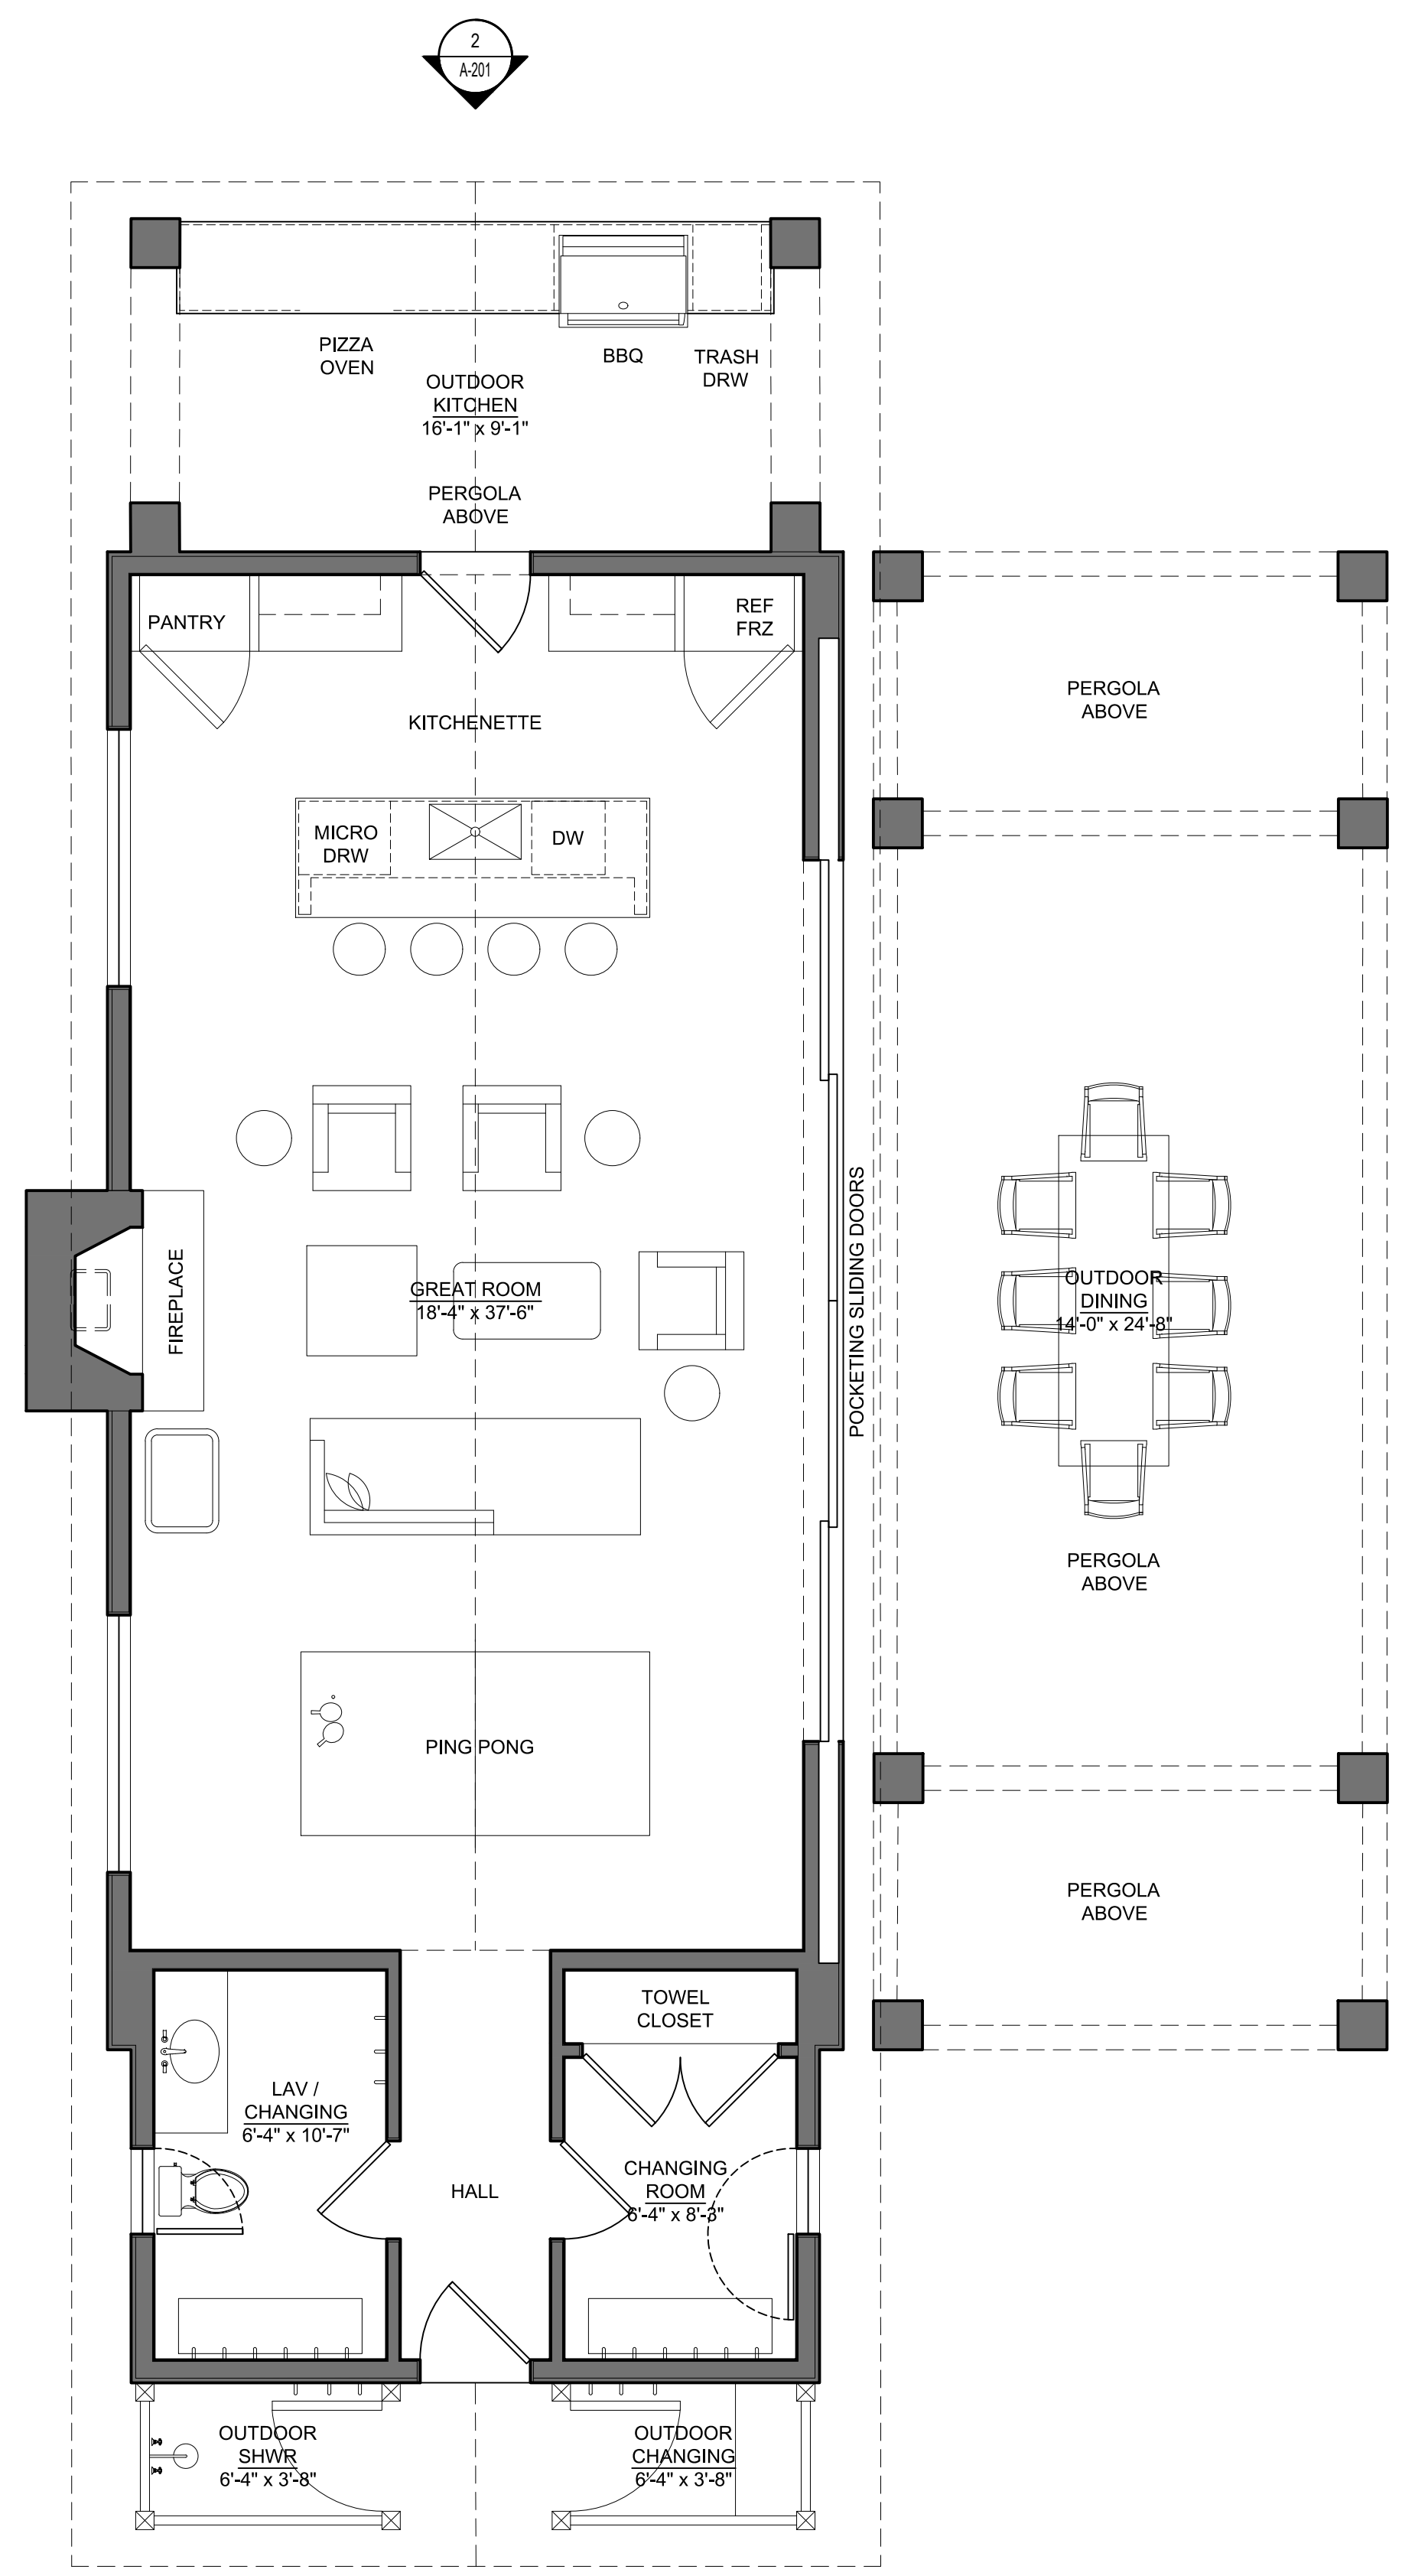 2
A-201
PIZZA
OVEN
BBQ
TRASH
DRW
OUTDOOR
KITCHEN
16'-1" x 9'-1"
PERGOLA
ABOVE
PANTRY
REF
FRZ
KITCHENETTE
PERGOLA
ABOVE
MICRO
DRW
DW
FIREPLACE
GREAT ROOM
18'-4" x 37'-6"
POCKETING SLIDING DOORS
OUTDOOR
DINING
14'-0" x 24'-8"
PERGOLA
ABOVE
PING PONG
PERGOLA
ABOVE
TOWEL
CLOSET
LAV /
CHANGING
6'-4" x 10'-7"
HALL
CHANGING
ROOM
6'-4" x 8'-3"
OUTDOOR
SHWR
6'-4" x 3'-8"
OUTDOOR
CHANGING
6'-4" x 3'-8"